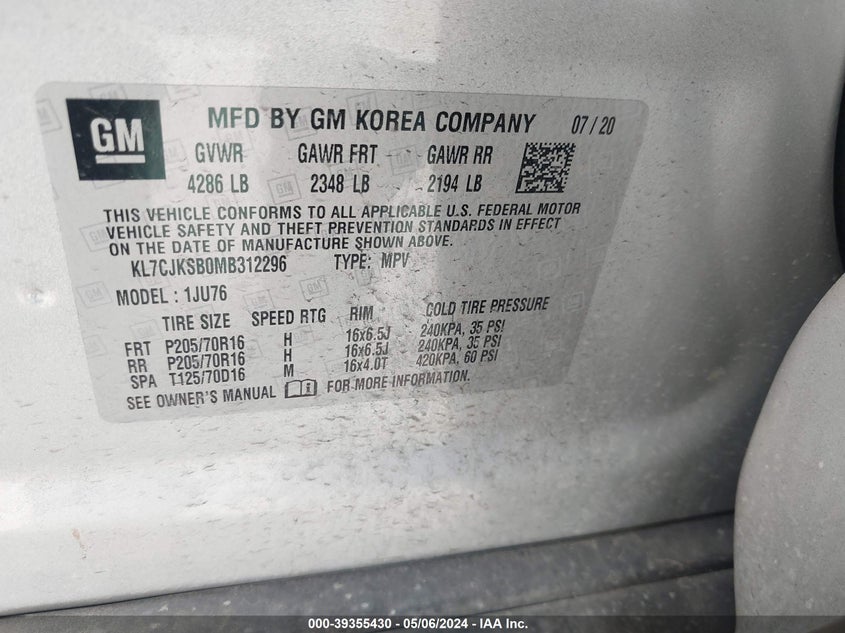 GM
MFD BY GM KOREA COMPANY 07/20
GVWR GAWR FRT GAWR RR
4286 LB 2348 LB 2194 LB
THIS VEHICLE CONFORMS TO ALL APPLICABLE U.S. FEDERAL MOTOR
VEHICLE SAFETY AND THEFT PREVENTION STANDARDS IN EFFECT
ON THE DATE OF MANUFACTURE SHOWN ABOVE.
KL7CJKSB0MB312296 TYPE: MPV
MODEL : 1JU76
TIRE SIZE SPEED RTG RIM COLD TIRE PRESSURE
FRT P205/70R16 H 16x6.5J 240KPA, 35 PSI
RR P205/70R16 H 16x6.5J 240KPA, 35 PSI
SPA T125/70D16 M 16x4.0T 420KPA, 60 PSI
SEE OWNER'S MANUAL FOR MORE INFORMATION.
000-39355430 - 05/06/2024 - IAA Inc.